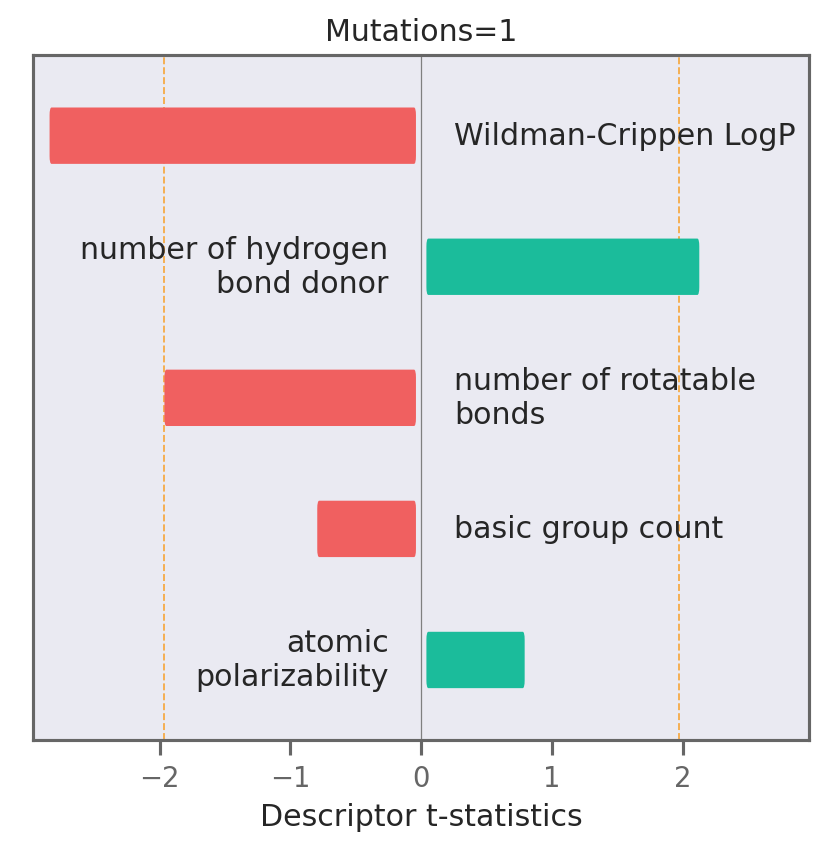 Mutations=1
Wildman-Crippen LogP
number of hydrogen
bond donor
number of rotatable
bonds
basic group count
atomic
polarizability
−2 −1 0 1 2
Descriptor t-statistics